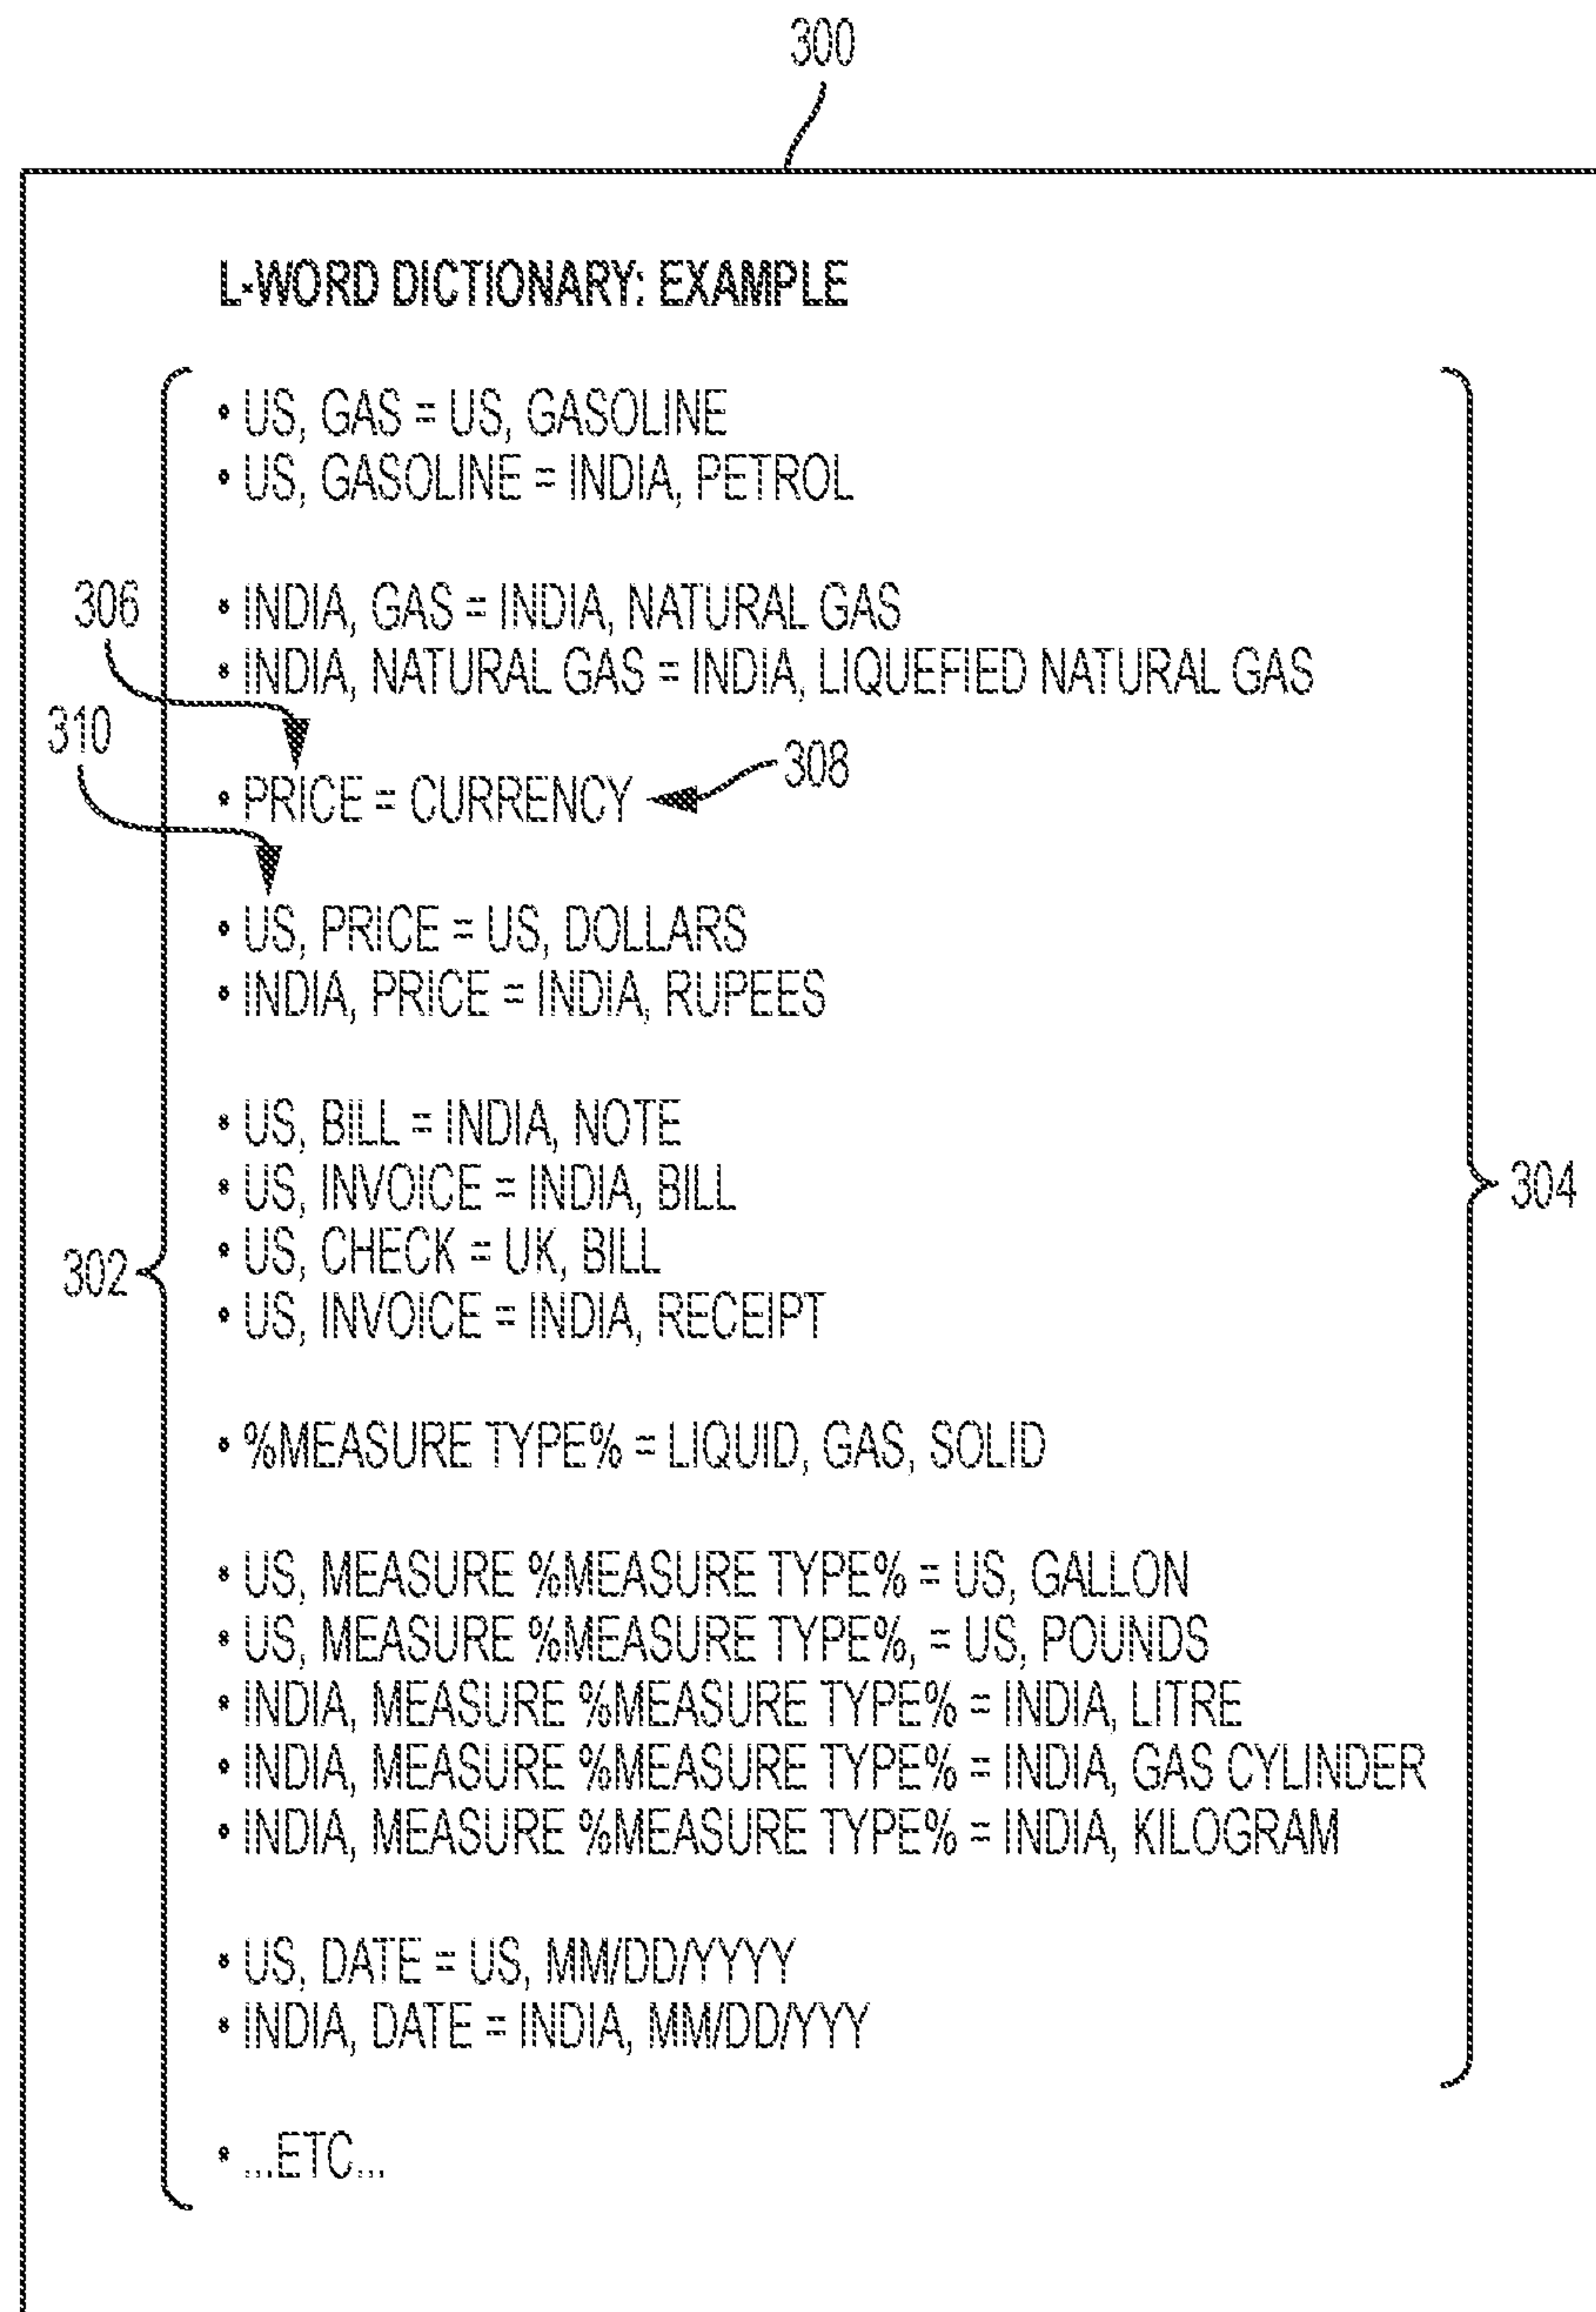 300
L-WORD DICTIONARY: EXAMPLE
• US, GAS = US, GASOLINE
• US, GASOLINE = INDIA, PETROL
306
• INDIA, GAS = INDIA, NATURAL GAS
• INDIA, NATURAL GAS = INDIA, LIQUEFIED NATURAL GAS
310
• PRICE = CURRENCY
308
• US, PRICE = US, DOLLARS
• INDIA, PRICE = INDIA, RUPEES
• US, BILL = INDIA, NOTE
• US, INVOICE = INDIA, BILL
304
• US, CHECK = UK, BILL
302
• US, INVOICE = INDIA, RECEIPT
• %MEASURE TYPE% = LIQUID, GAS, SOLID
• US, MEASURE %MEASURE TYPE% = US, GALLON
• US, MEASURE %MEASURE TYPE%, = US, POUNDS
• INDIA, MEASURE %MEASURE TYPE% = INDIA, LITRE
• INDIA, MEASURE %MEASURE TYPE% = INDIA, GAS CYLINDER
• INDIA, MEASURE %MEASURE TYPE% = INDIA, KILOGRAM
• US, DATE = US, MM/DD/YYYY
• INDIA, DATE = INDIA, MM/DD/YYY
• ...ETC...